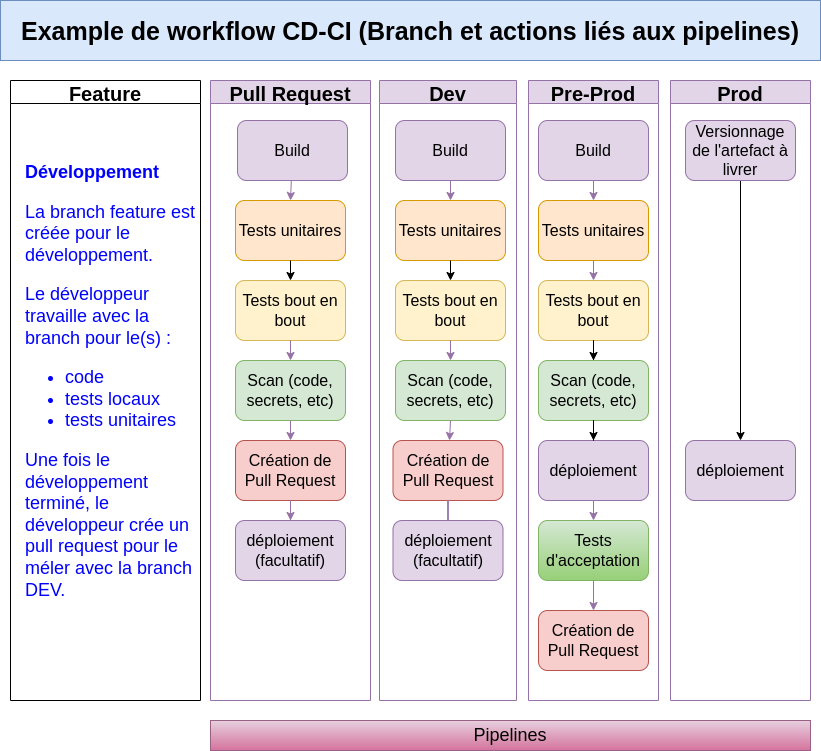 Example de workflow CD-CI (Branch et actions liés aux pipelines)
Feature
Développement
La branch feature est
créée pour le
développement.
Le développeur
travaille avec la
branch pour le(s) :
• code
• tests locaux
• tests unitaires
Une fois le
développement
terminé, le
développeur crée un
pull request pour le
méler avec la branch
DEV.
Pull Request
Build
Tests unitaires
Tests bout en
bout
Scan (code,
secrets, etc)
Création de
Pull Request
déploiement
(facultatif)
Dev
Build
Tests unitaires
Tests bout en
bout
Scan (code,
secrets, etc)
Création de
Pull Request
déploiement
(facultatif)
Pre-Prod
Build
Tests unitaires
Tests bout en
bout
Scan (code,
secrets, etc)
déploiement
Tests
d'acceptation
Création de
Pull Request
Prod
Versionnage
de l'artefact à
livrer
déploiement
Pipelines